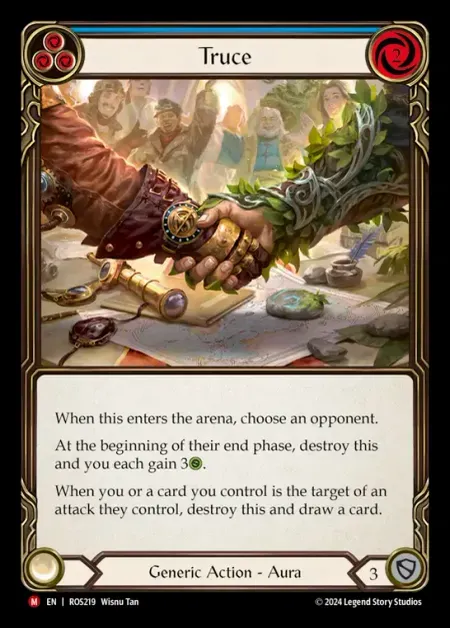 Truce
2
When this enters the arena, choose an opponent.
At the beginning of their end phase, destroy this
and you each gain 3.
When you or a card you control is the target of an
attack they control, destroy this and draw a card.
Generic Action - Aura
3
M EN | ROS219 Wisnu Tan
© 2024 Legend Story Studios